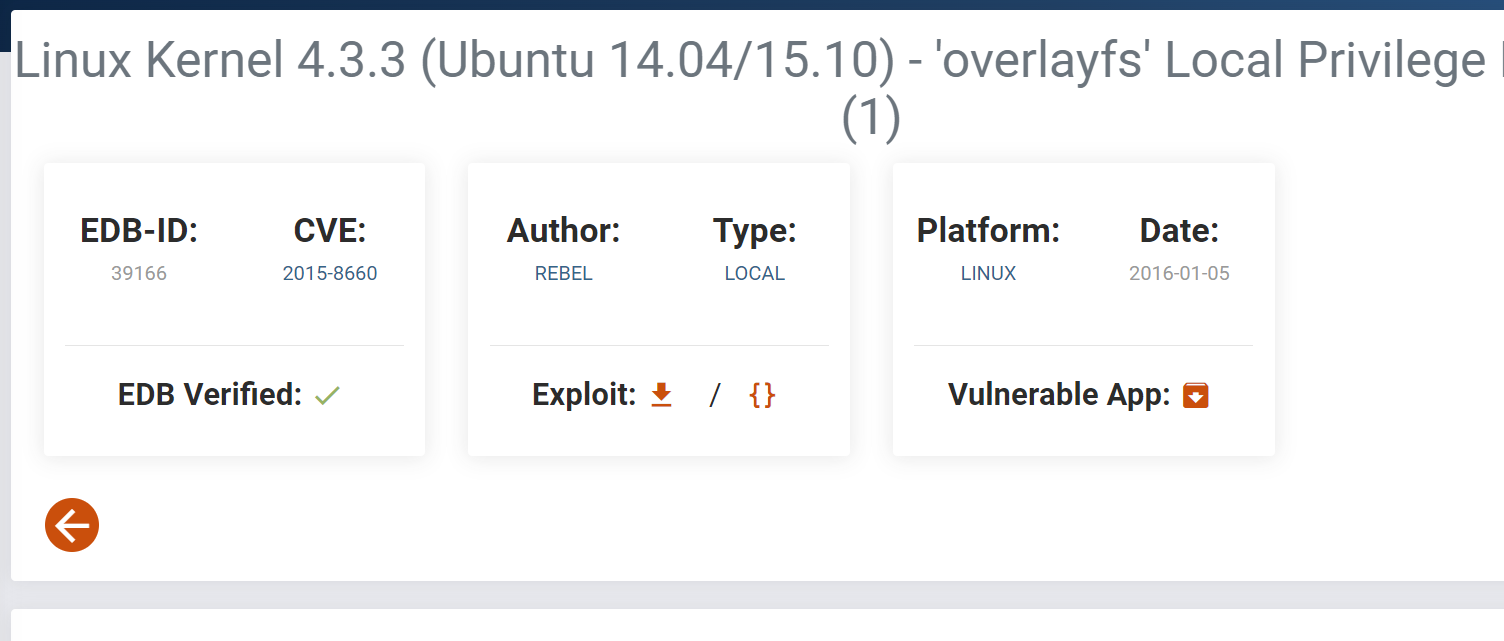 Linux Kernel 4.3.3 (Ubuntu 14.04/15.10) - 'overlayfs' Local Privilege
(1)
EDB-ID: CVE:
39166 2015-8660
EDB Verified:
Author: Type:
REBEL LOCAL
Exploit: / {}
Platform: Date:
LINUX 2016-01-05
Vulnerable App: